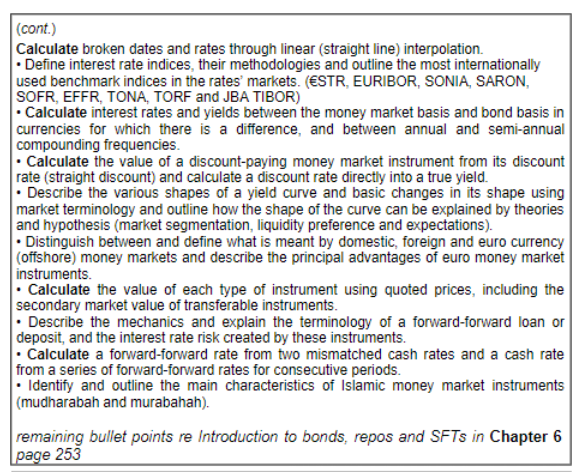 (cont.)
Calculate broken dates and rates through linear (straight line) interpolation.
• Define interest rate indices, their methodologies and outline the most internationally
used benchmark indices in the rates' markets. (€STR, EURIBOR, SONIA, SARON,
SOFR, EFFR, TONA, TORF and JBA TIBOR)
• Calculate interest rates and yields between the money market basis and bond basis in
currencies for which there is a difference, and between annual and semi-annual
compounding frequencies.
• Calculate the value of a discount-paying money market instrument from its discount
rate (straight discount) and calculate a discount rate directly into a true yield.
• Describe the various shapes of a yield curve and basic changes in its shape using
market terminology and outline how the shape of the curve can be explained by theories
and hypothesis (market segmentation, liquidity preference and expectations).
• Distinguish between and define what is meant by domestic, foreign and euro currency
(offshore) money markets and describe the principal advantages of euro money market
instruments.
• Calculate the value of each type of instrument using quoted prices, including the
secondary market value of transferable instruments.
• Describe the mechanics and explain the terminology of a forward-forward loan or
deposit, and the interest rate risk created by these instruments.
• Calculate a forward-forward rate from two mismatched cash rates and a cash rate
from a series of forward-forward rates for consecutive periods.
• Identify and outline the main characteristics of Islamic money market instruments
(mudharabah and murabahah).
remaining bullet points re Introduction to bonds, repos and SFTs in Chapter 6
page 253